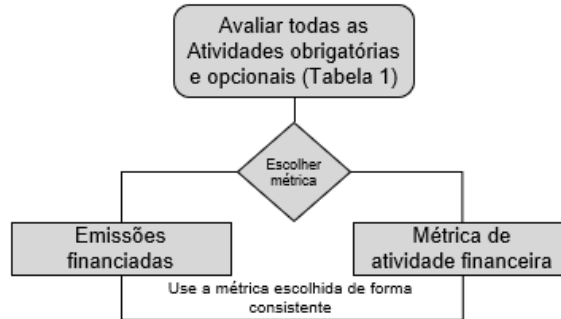 Avaliar todas as
Atividades obrigatórias
e opcionais (Tabela 1)
Escolher
métrica
Emissões
financiadas
Métrica de
atividade financeira
Use a métrica escolhida de forma
consistente